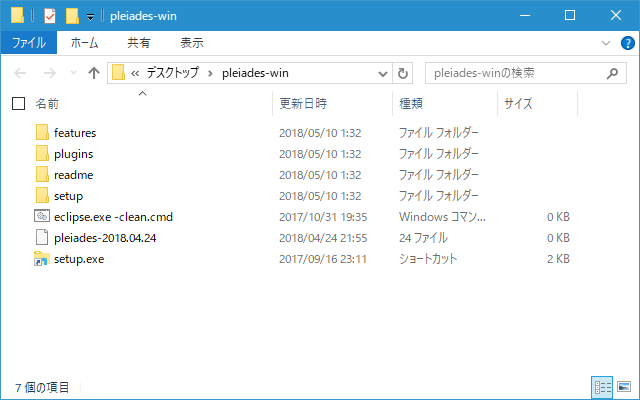 pleiades-win
ファイル ホーム 共有 表示
« デスクトップ › pleiades-win pleiades-winの検索
名前 更新日時 種類 サイズ
features 2018/05/10 1:32 ファイル フォルダー
plugins 2018/05/10 1:32 ファイル フォルダー
readme 2018/05/10 1:32 ファイル フォルダー
setup 2018/05/10 1:32 ファイル フォルダー
eclipse.exe -clean.cmd 2017/10/31 19:35 Windows コマン... 0 KB
pleiades-2018.04.24 2018/04/24 21:55 24 ファイル 0 KB
setup.exe 2017/09/16 23:11 ショートカット 2 KB
7 個の項目